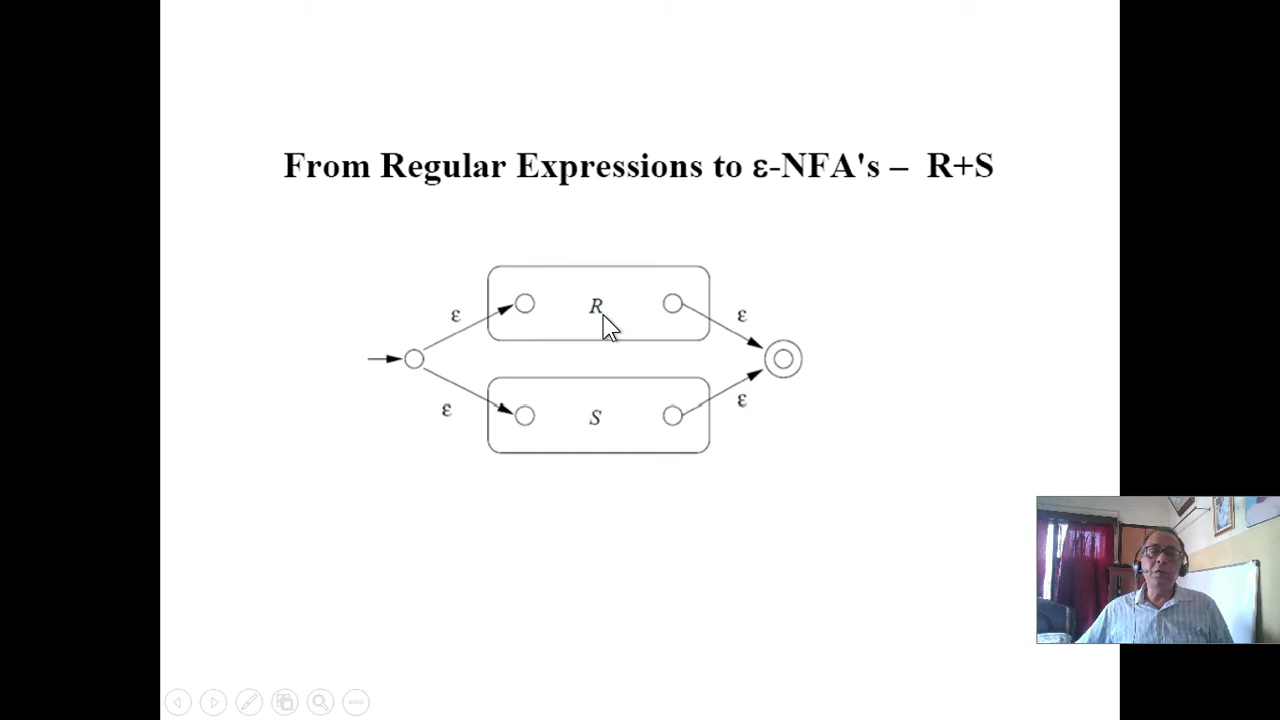 From Regular Expressions to ε-NFA's – R+S
R
ε
ε
ε
ε
S